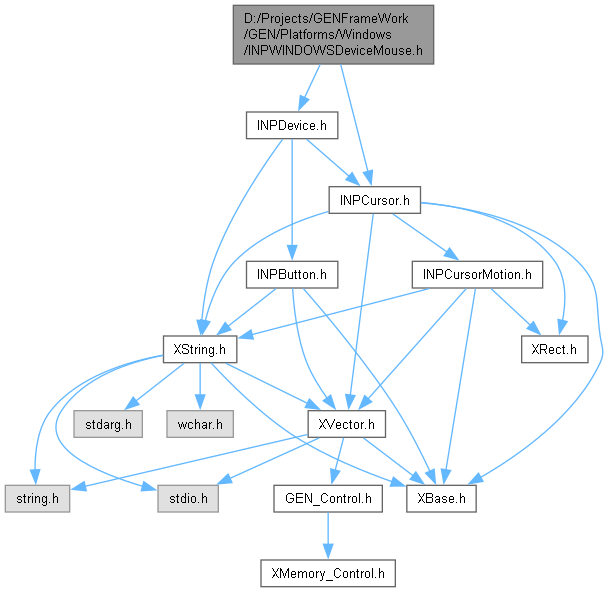 D:/Projects/GENFrameWork
/GEN/Platforms/Windows
/INPWINDOWSDeviceMouse.h
INPDevice.h
INPCursor.h
INPButton.h
INPCursorMotion.h
XString.h
XRect.h
stdarg.h
wchar.h
XVector.h
string.h
stdio.h
GEN_Control.h
XBase.h
XMemory_Control.h